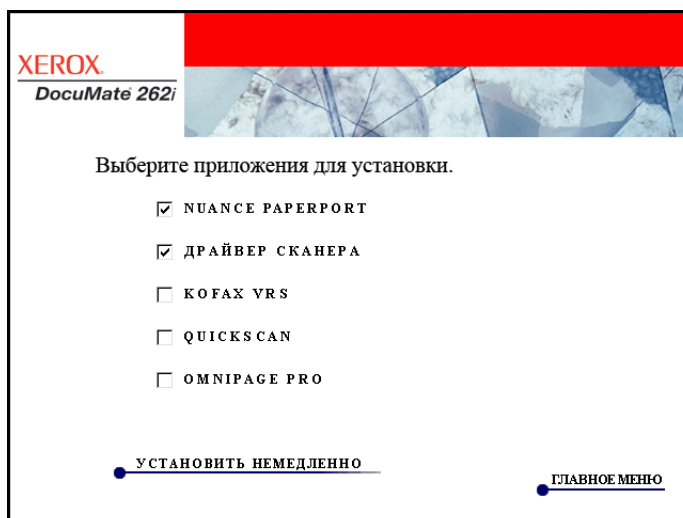 XEROX.
DocuMate 262i
Выберите приложения для установки.
NUANCE PAPERPORT
ДРАЙВЕР СКАНЕРА
KOFAX VRS
QUICKSCAN
OMNIPAGE PRO
УСТАНОВИТЬ НЕМЕДЛЕННО
ГЛАВНОЕ МЕНЮ